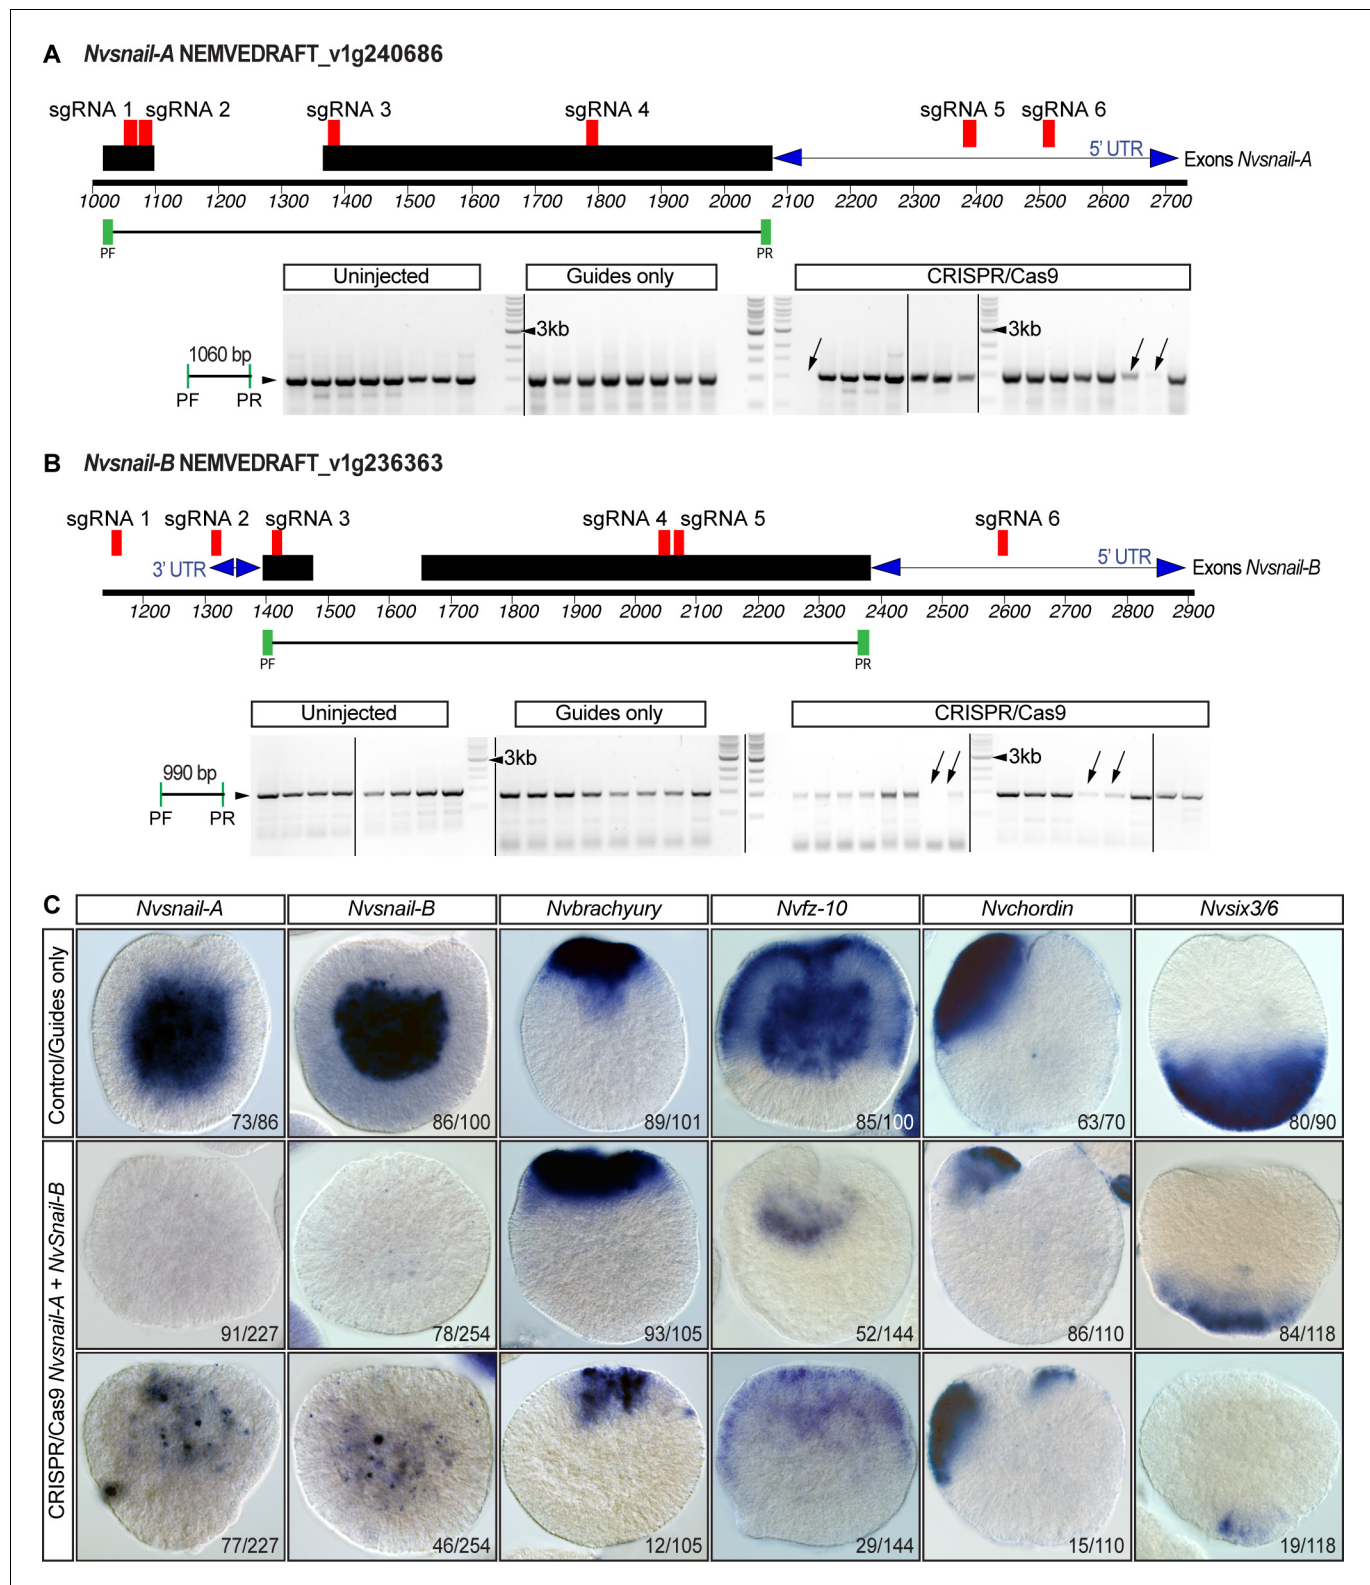 A Nvsnail-A NEMVEDRAFT_v1g240686
sgRNA 1 sgRNA 2 sgRNA 3 sgRNA 4 sgRNA 5 sgRNA 6
5’ UTR
Exons Nvsnail-A
1000 1100 1200 1300 1400 1500 1600 1700 1800 1900 2000 2100 2200 2300 2400 2500 2600 2700
PF PR
Uninjected Guides only CRISPR/Cas9
3kb 3kb
1060 bp
PF PR
B Nvsnail-B NEMVEDRAFT_v1g236363
sgRNA 1 sgRNA 2 sgRNA 3 sgRNA 4 sgRNA 5 sgRNA 6
3’ UTR 5’ UTR
Exons Nvsnail-B
1200 1300 1400 1500 1600 1700 1800 1900 2000 2100 2200 2300 2400 2500 2600 2700 2800 2900
PF PR
Uninjected Guides only CRISPR/Cas9
3kb 3kb
990 bp
PF PR
C Nvsnail-A Nvsnail-B Nvbrachyury Nvfz-10 Nvchordin Nvsix3/6
Control/Guides only
73/86 86/100 89/101 85/100 63/70 80/90
CRISPR/Cas9 Nvsnail-A + NvSnail-B
91/227 78/254 93/105 52/144 86/110 84/118
77/227 46/254 12/105 29/144 15/110 19/118